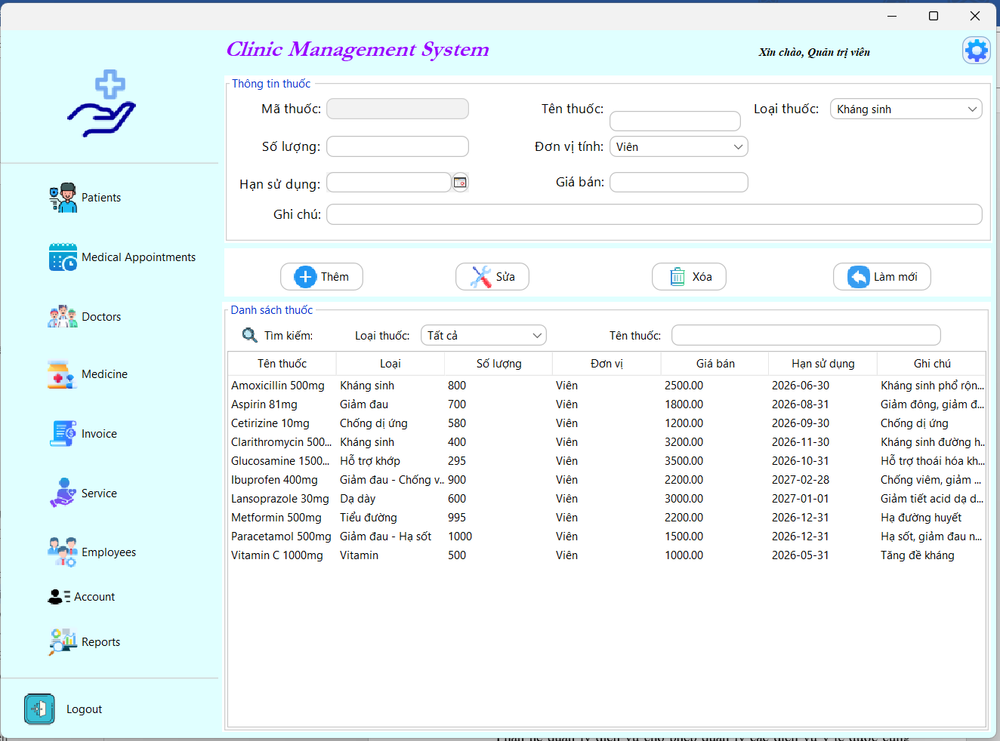 Clinic Management System
Xin chào, Quản trị viên
Thông tin thuốc
Mã thuốc:
Tên thuốc:
Loại thuốc: Kháng sinh
Số lượng:
Đơn vị tính: Viên
Hạn sử dụng:
Giá bán:
Ghi chú:
Patients
Medical Appointments
Doctors
Medicine
Invoice
Service
Employees
Account
Reports
Logout
Thêm
Sửa
Xóa
Làm mới
Danh sách thuốc
Tìm kiếm: Loại thuốc: Tất cả Tên thuốc:
Tên thuốc Loại Số lượng Đơn vị Giá bán Hạn sử dụng Ghi chú
Amoxicillin 500mg Kháng sinh 800 Viên 2500.00 2026-06-30 Kháng sinh phổ rộn...
Aspirin 81mg Giảm đau 700 Viên 1800.00 2026-08-31 Giảm đông, giảm đ...
Cetirizine 10mg Chống dị ứng 580 Viên 1200.00 2026-09-30 Chống dị ứng
Clarithromycin 500... Kháng sinh 400 Viên 3200.00 2026-11-30 Kháng sinh đường h...
Glucosamine 1500... Hỗ trợ khớp 295 Viên 3500.00 2026-10-31 Hỗ trợ thoái hóa kh...
Ibuprofen 400mg Giảm đau - Chống v... 900 Viên 2200.00 2027-02-28 Chống viêm, giảm ...
Lansoprazole 30mg Dạ dày 600 Viên 3000.00 2027-01-01 Giảm tiết acid dạ d...
Metformin 500mg Tiểu đường 995 Viên 2200.00 2026-12-31 Hạ đường huyết
Paracetamol 500mg Giảm đau - Hạ sốt 1000 Viên 1500.00 2026-12-31 Hạ sốt, giảm đau n...
Vitamin C 1000mg Vitamin 500 Viên 1000.00 2026-05-31 Tăng đề kháng